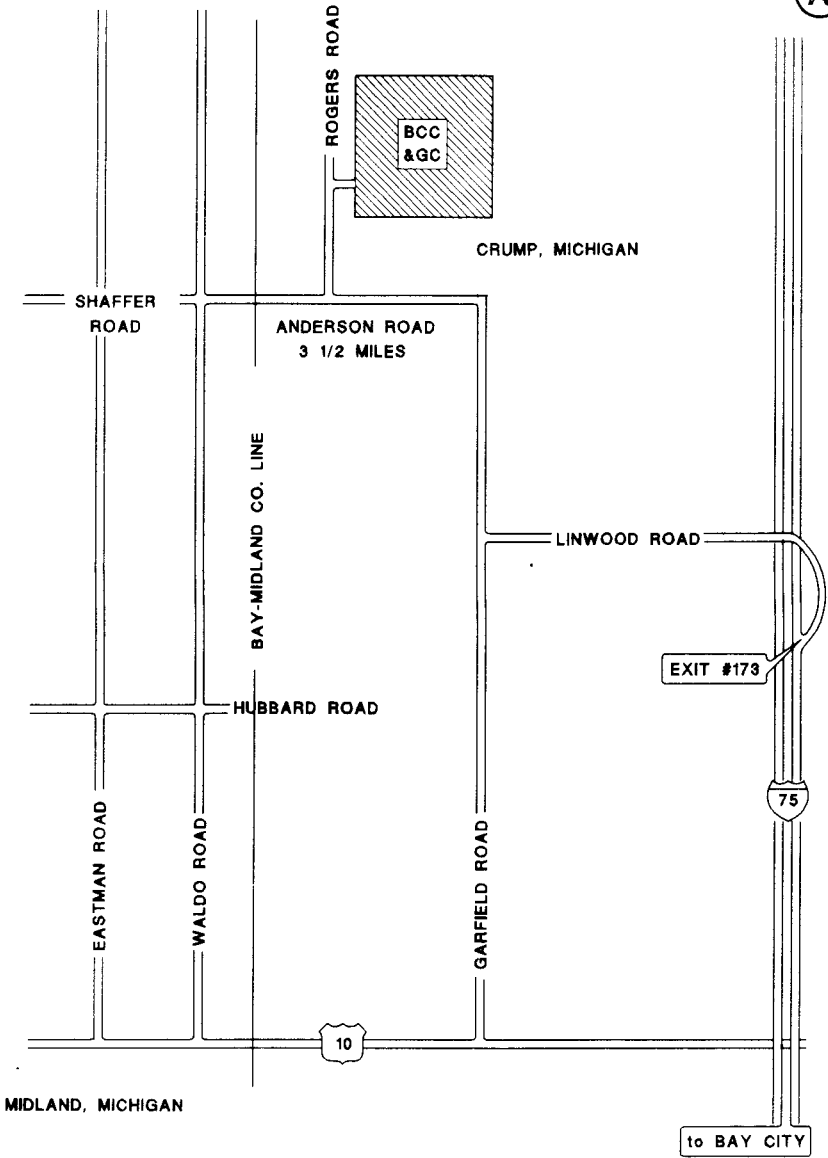 ROGERS ROAD
BCC
&GC
CRUMP, MICHIGAN
SHAFFER
ROAD
ANDERSON ROAD
3 1/2 MILES
BAY-MIDLAND CO. LINE
LINWOOD ROAD
EXIT #173
HUBBARD ROAD
75
EASTMAN ROAD
WALDO ROAD
GARFIELD ROAD
10
MIDLAND, MICHIGAN
to BAY CITY